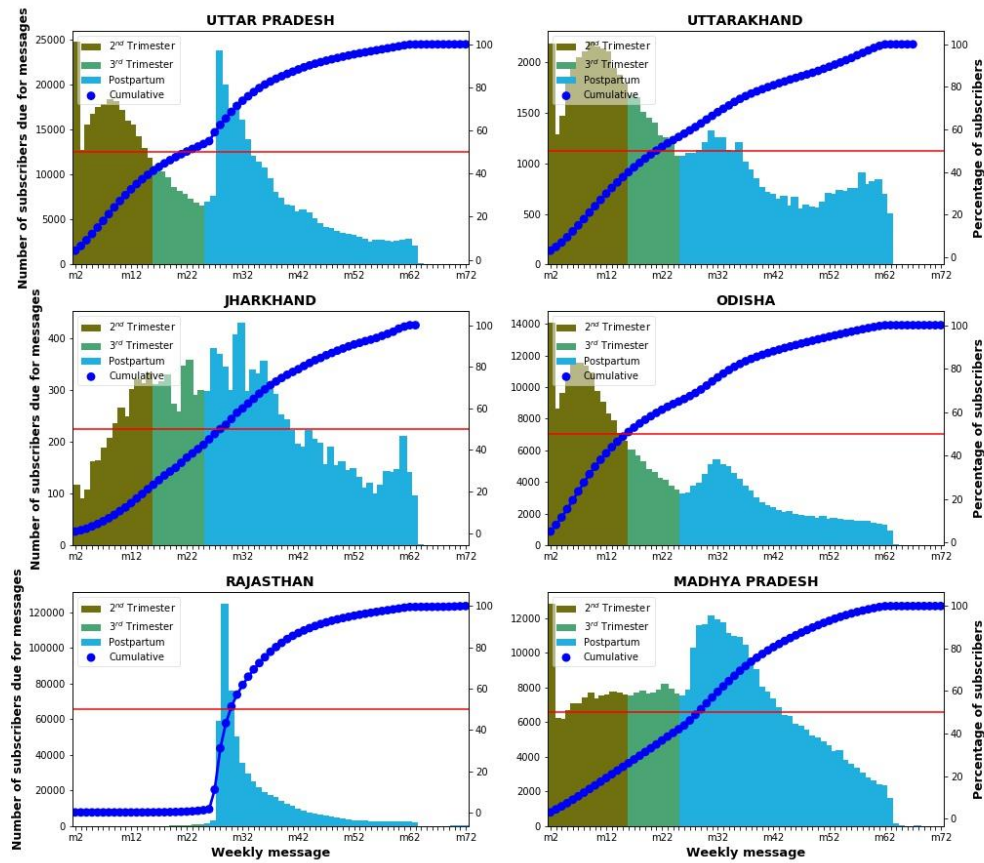 UTTAR PRADESH
Number of subscribers due for messages
25000
20000
15000
10000
5000
0
2nd Trimester
3rd Trimester
Postpartum
Cumulative
100
80
60
40
20
0
m2 m12 m22 m32 m42 m52 m62 m72
UTTARAKHAND
2000
1500
1000
500
0
2nd Trimester
3rd Trimester
Postpartum
Cumulative
100
80
60
40
20
0
Percentage of subscribers
m2 m12 m22 m32 m42 m52 m62 m72
JHARKHAND
Number of subscribers due for messages
400
300
200
100
0
2nd Trimester
3rd Trimester
Postpartum
Cumulative
100
80
60
40
20
0
m2 m12 m22 m32 m42 m52 m62 m72
ODISHA
14000
12000
10000
8000
6000
4000
2000
0
2nd Trimester
3rd Trimester
Postpartum
Cumulative
100
80
60
40
20
0
Percentage of subscribers
m2 m12 m22 m32 m42 m52 m62 m72
RAJASTHAN
Number of subscribers due for messages
120000
100000
80000
60000
40000
20000
0
2nd Trimester
3rd Trimester
Postpartum
Cumulative
100
80
60
40
20
0
m2 m12 m22 m32 m42 m52 m62 m72
Weekly message
MADHYA PRADESH
12000
10000
8000
6000
4000
2000
0
2nd Trimester
3rd Trimester
Postpartum
Cumulative
100
80
60
40
20
0
Percentage of subscribers
m2 m12 m22 m32 m42 m52 m62 m72
Weekly message